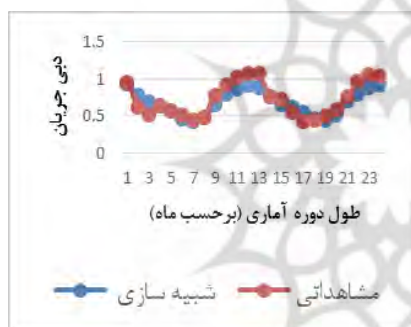 دبی جریان
1.5
1
0.5
0
1 3 5 7 9 11 13 15 17 19 21 23
طول دوره آماری (برحسب ماه)
شبیه سازی مشاهداتی